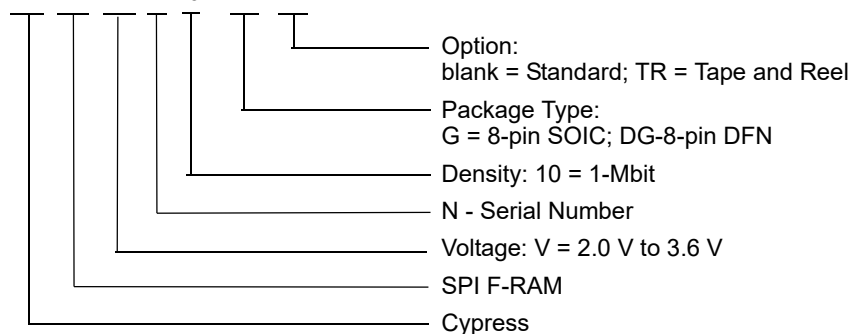 Option:
blank = Standard; TR = Tape and Reel
Package Type:
G = 8-pin SOIC; DG-8-pin DFN
Density: 10 = 1-Mbit
N - Serial Number
Voltage: V = 2.0 V to 3.6 V
SPI F-RAM
Cypress